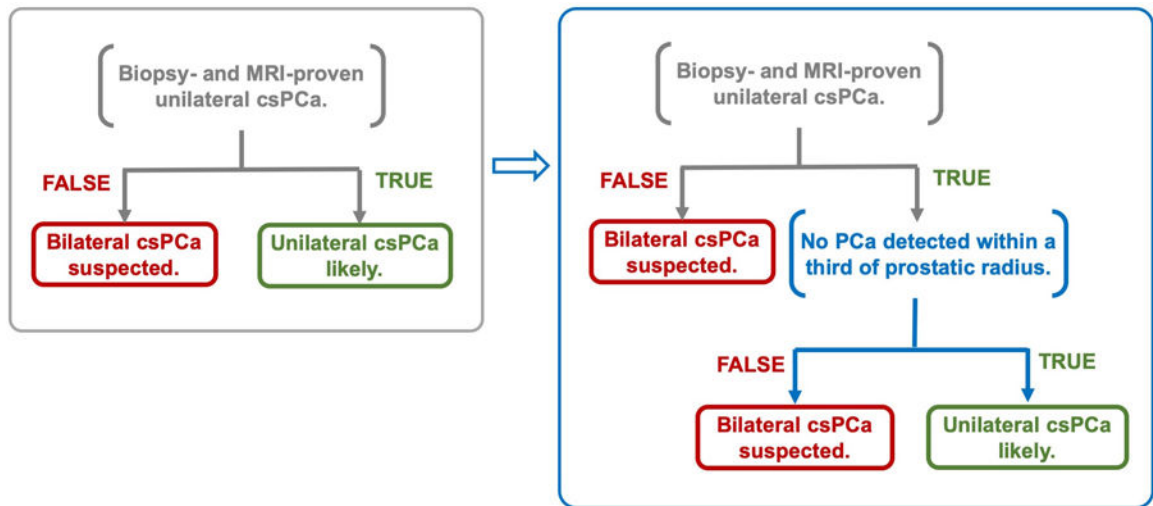 Biopsy- and MRI-proven
unilateral csPCa.
FALSE
TRUE
Bilateral csPCa
suspected.
Unilateral csPCa
likely.
Biopsy- and MRI-proven
unilateral csPCa.
FALSE
TRUE
Bilateral csPCa
suspected.
No PCa detected within a
third of prostatic radius.
FALSE
TRUE
Bilateral csPCa
suspected.
Unilateral csPCa
likely.